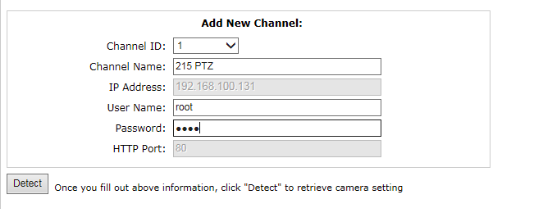 Add New Channel:
Channel ID: 1
Channel Name: 215 PTZ
IP Address: 192.168.100.131
User Name: root
Password: ●●●●
HTTP Port: 80
Detect Once you fill out above information, click "Detect" to retrieve camera setting